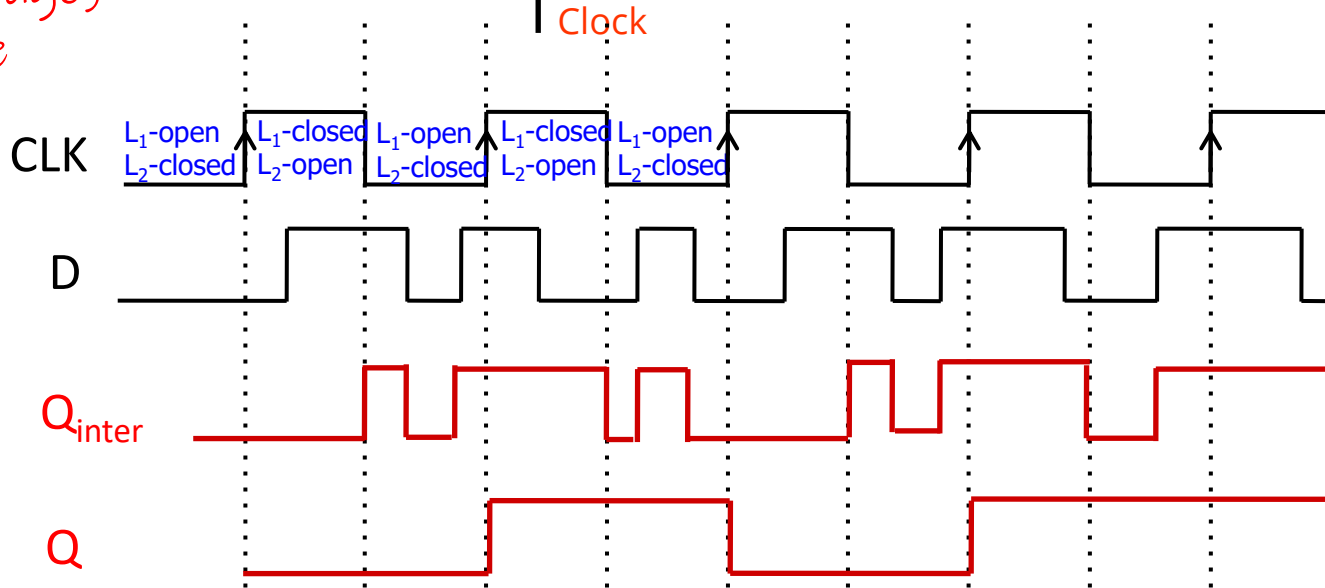 Clock
CLK
L₁-open L₁-closed L₁-open L₁-closed L₁-open
L₂-closed L₂-open L₂-closed L₂-open L₂-closed
D
Qinter
Q